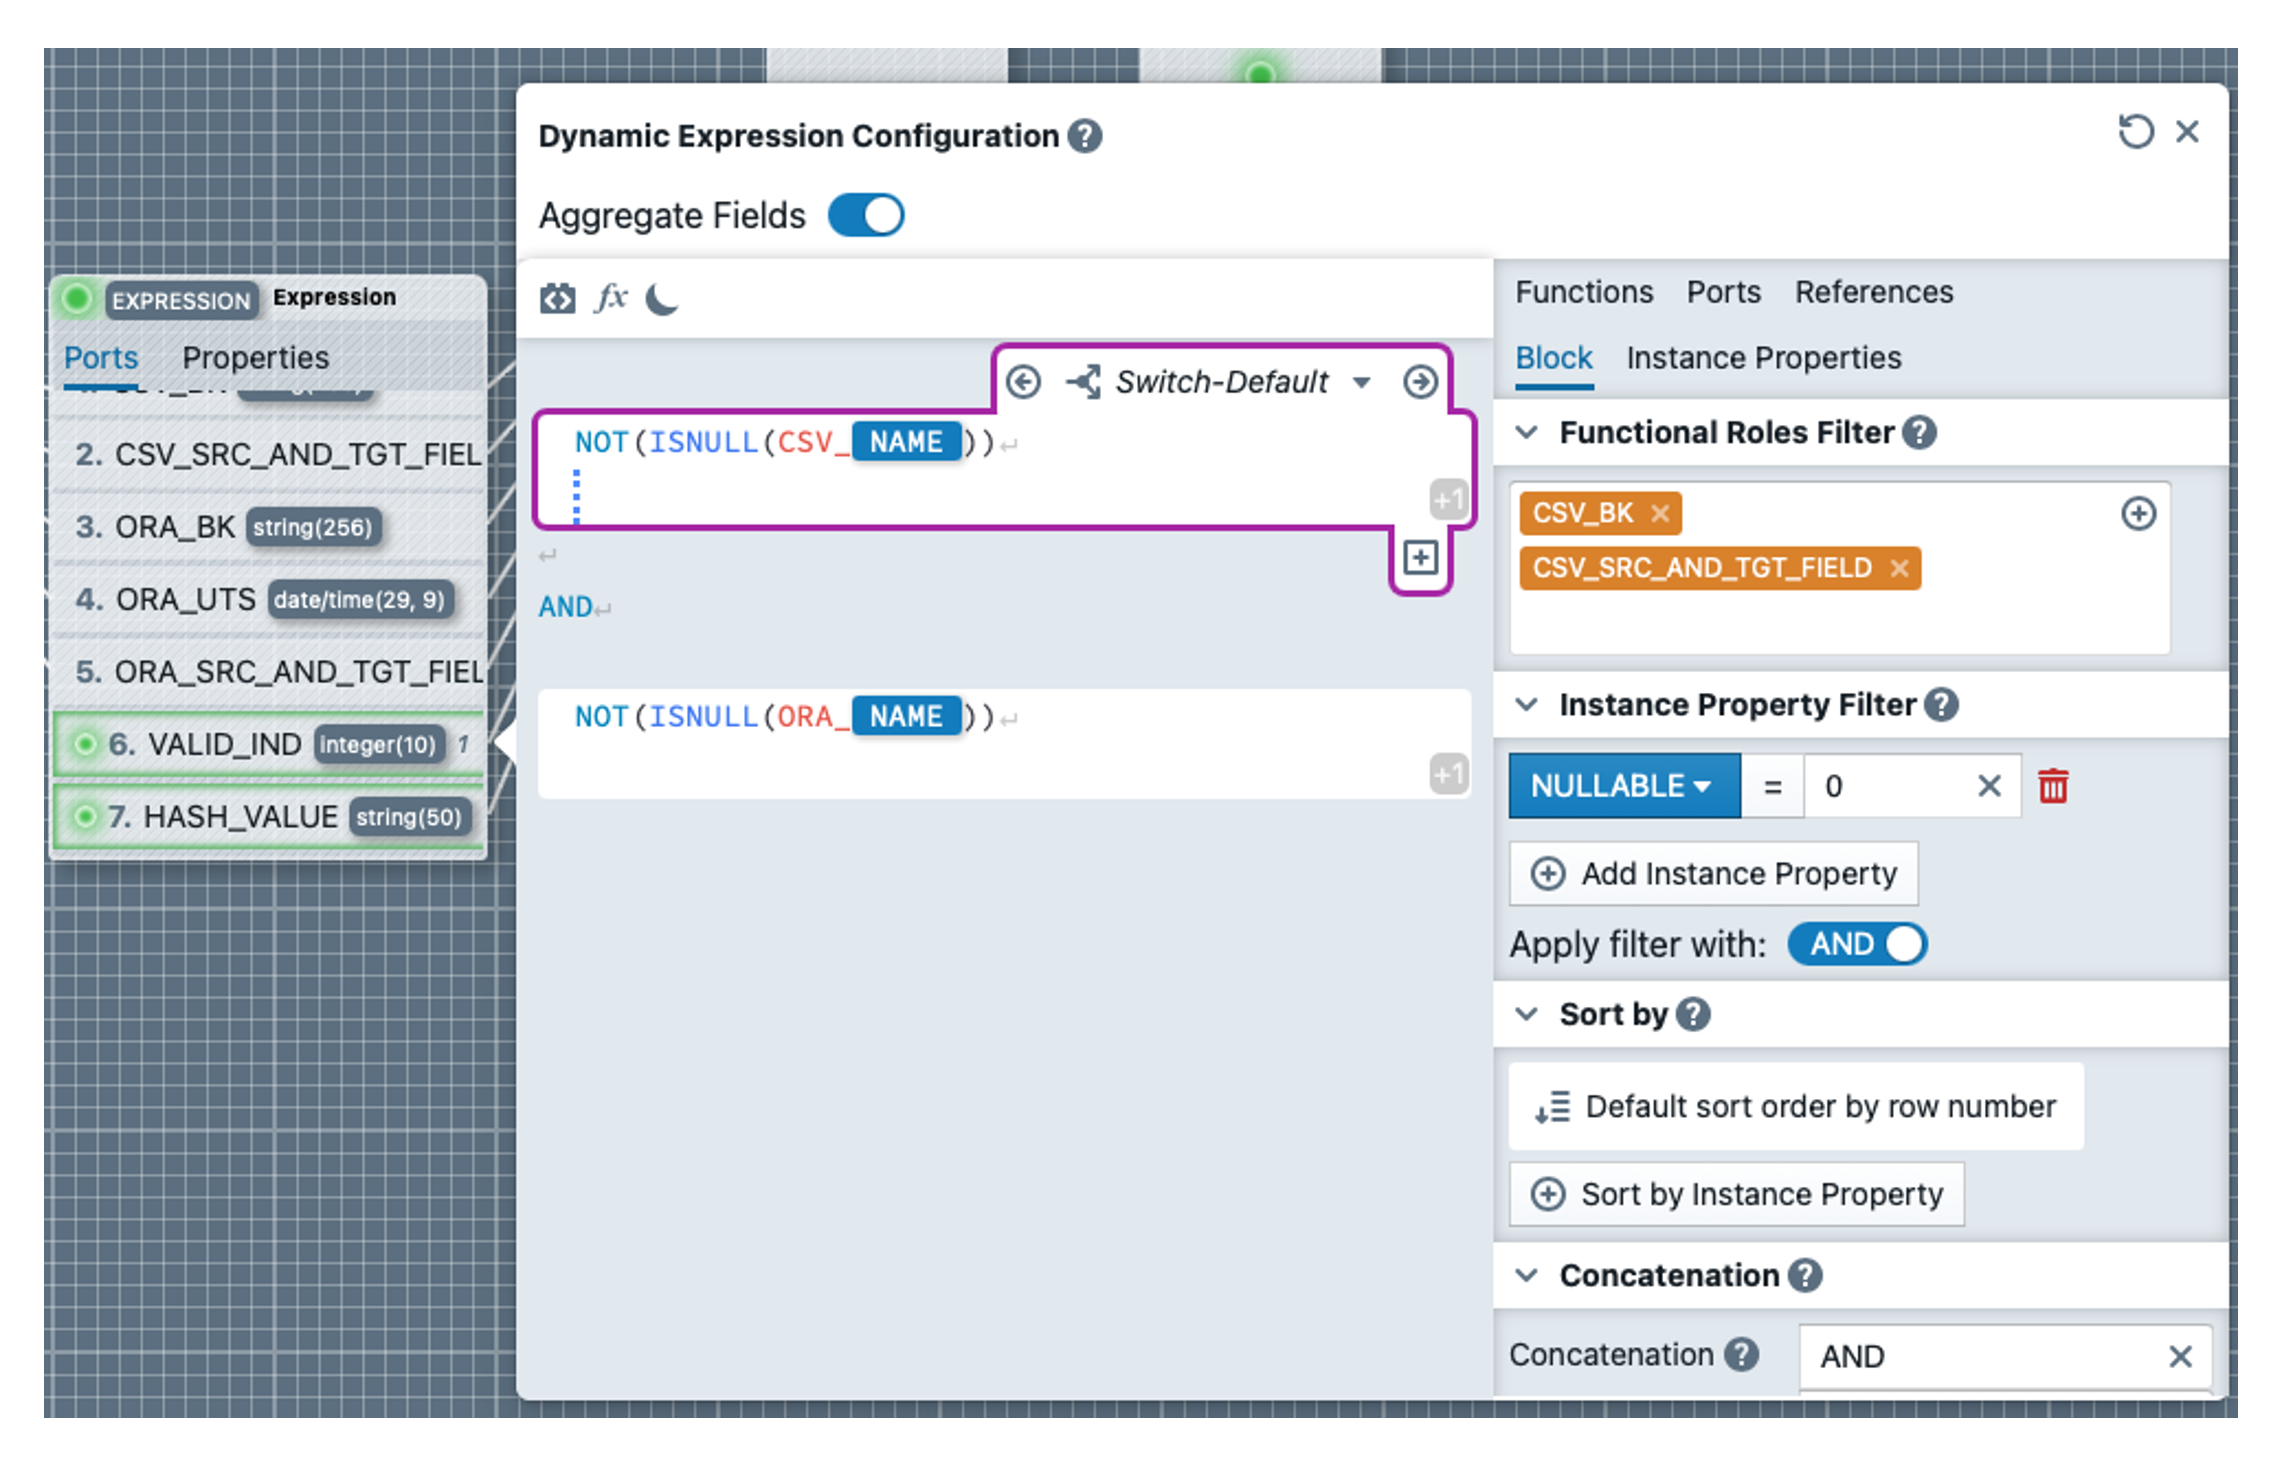 Dynamic Expression Configuration ?
Aggregate Fields
EXPRESSION Expression
Ports Properties
2. CSV_SRC_AND_TGT_FIEL
3. ORA_BK string(256)
4. ORA_UTS date/time(29, 9)
5. ORA_SRC_AND_TGT_FIEL
6. VALID_IND integer(10) 1
7. HASH_VALUE string(50)
fx
Switch-Default
NOT(ISNULL(CSV_ NAME ))↵
+1
↵
AND↵
NOT(ISNULL(ORA_ NAME ))↵
+1
Functions Ports References
Block Instance Properties
Functional Roles Filter ?
CSV_BK ×
CSV_SRC_AND_TGT_FIELD ×
Instance Property Filter ?
NULLABLE = 0
Add Instance Property
Apply filter with: AND
Sort by ?
Default sort order by row number
Sort by Instance Property
Concatenation ?
Concatenation ? AND